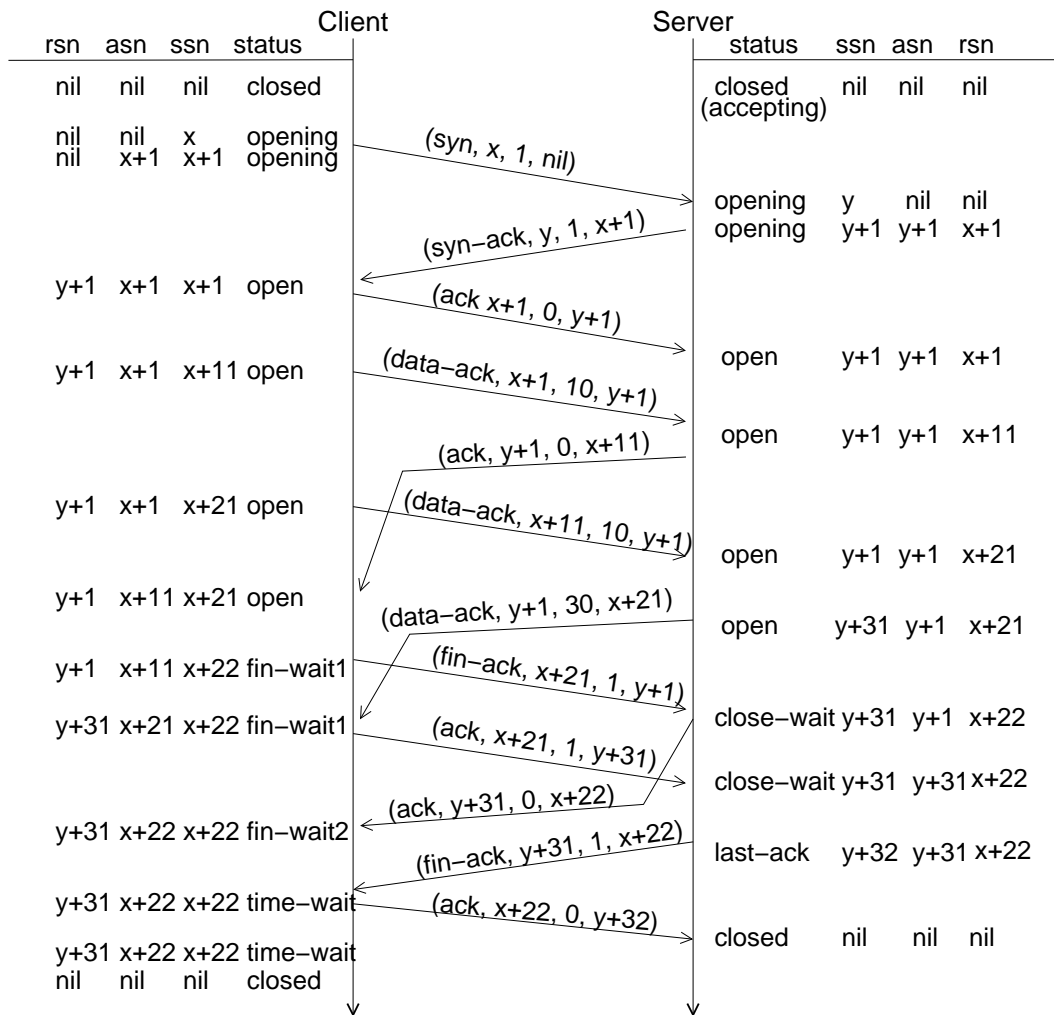 Client Server
rsn asn ssn status status ssn asn rsn
nil nil nil closed closed nil nil nil
(accepting)
nil nil x opening
nil x+1 x+1 opening
(syn, x, 1, nil)
opening y nil nil
opening y+1 y+1 x+1
(syn−ack, y, 1, x+1)
y+1 x+1 x+1 open
(ack x+1, 0, y+1)
open y+1 y+1 x+1
y+1 x+1 x+11 open
(data−ack, x+1, 10, y+1)
open y+1 y+1 x+11
(ack, y+1, 0, x+11)
y+1 x+1 x+21 open
(data−ack, x+11, 10, y+1)
open y+1 y+1 x+21
y+1 x+11 x+21 open
(data−ack, y+1, 30, x+21)
open y+31 y+1 x+21
y+1 x+11 x+22 fin−wait1
(fin−ack, x+21, 1, y+1)
close−wait y+31 y+1 x+22
y+31 x+21 x+22 fin−wait1
(ack, x+21, 1, y+31)
close−wait y+31 y+31 x+22
(ack, y+31, 0, x+22)
y+31 x+22 x+22 fin−wait2
(fin−ack, y+31, 1, x+22)
last−ack y+32 y+31 x+22
y+31 x+22 x+22 time−wait
(ack, x+22, 0, y+32)
closed nil nil nil
y+31 x+22 x+22 time−wait
nil nil nil closed